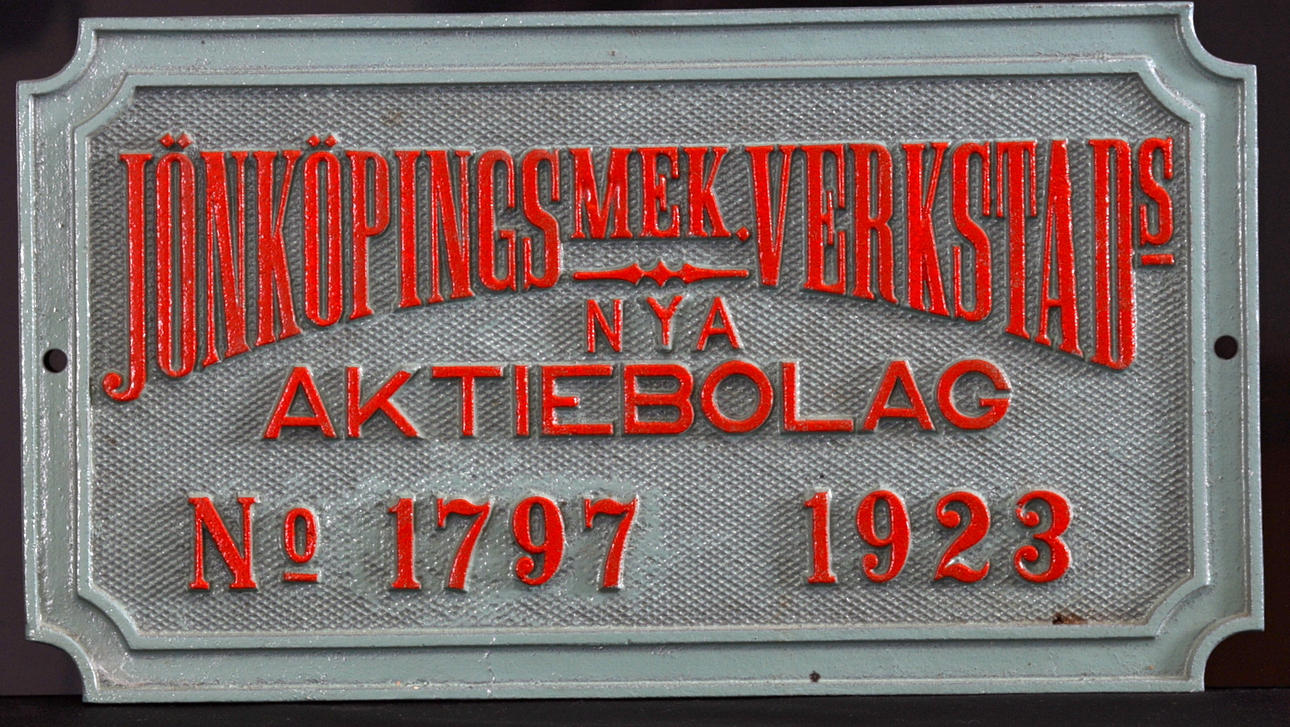 JÖNKÖPINGS MEK. VERKSTADS
NYA
AKTIEBOLAG
No 1797 1923